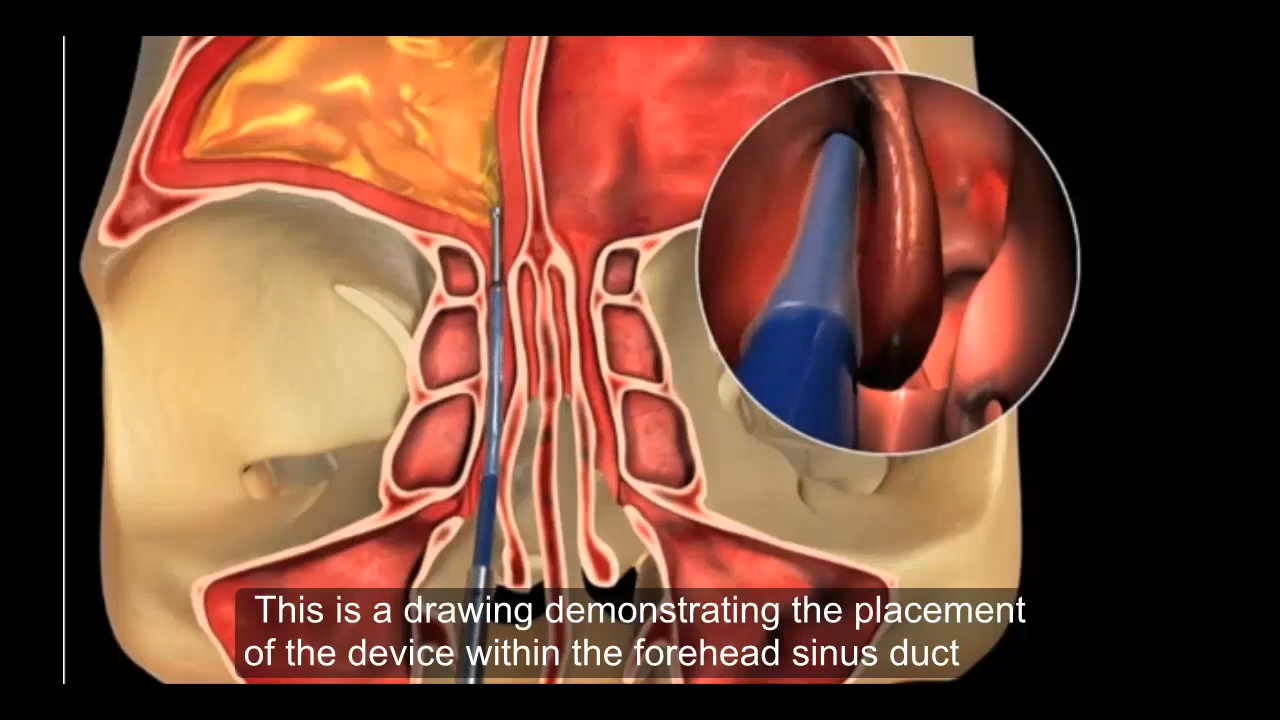 This is a drawing demonstrating the placement
of the device within the forehead sinus duct